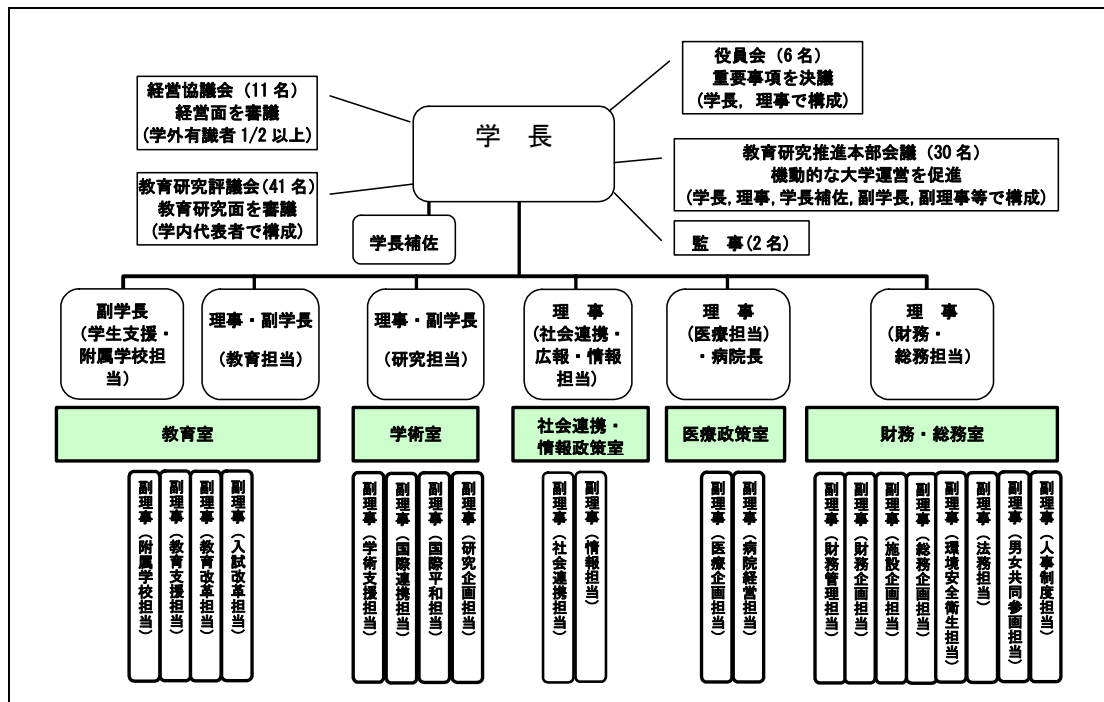 役員会（6名）
重要事項を決議
（学長，理事で構成）
経営協議会（11名）
経営面を審議
(学外有識者1/2以上)
学　長
教育研究推進本部会議（30名）
機動的な大学運営を促進
(学長,理事,学長補佐,副学長,副理事等で構成)
教育研究評議会(41名)
教育研究面を審議
(学内代表者で構成)
学長補佐
監　事(2名)
副学長
(学生支援・
附属学校担
当)
理事・副学長
(教育担当)
理事・副学長
(研究担当)
理　事
(社会連携・
広報・情報
担当)
理　事
(医療担当)
・病院長
理　事
(財務・
総務担当)
教育室
学術室
社会連携・
情報政策室
医療政策室
財務・総務室
副理事（附属学校担当）
副理事（教育支援担当）
副理事（教育改革担当）
副理事（入試改革担当）
副理事（学術支援担当）
副理事（国際連携担当）
副理事（国際平和担当）
副理事（研究企画担当）
副理事（社会連携担当）
副理事（情報担当）
副理事（医療企画担当）
副理事（病院経営担当）
副理事（財務管理担当）
副理事（財務企画担当）
副理事（施設企画担当）
副理事（総務企画担当）
副理事（環境安全衛生担当）
副理事（法務担当）
副理事（男女共同参画担当）
副理事（人事制度担当）